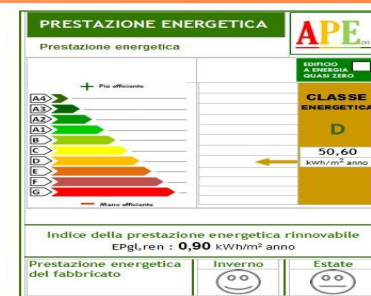 PRESTAZIONE ENERGETICA
APE
Prestazione energetica
EDIFICIO
A ENERGIA
QUASI ZERO
+ Più efficiente
CLASSE
ENERGETICA
A4
A3
A2
A1
B
C
D
E
F
G
D
50,60
kWh/m² anno
— Meno efficiente
Indice della prestazione energetica rinnovabile
EPgl,ren : 0,90 kWh/m² anno
Prestazione energetica
del fabbricato
Inverno
Estate